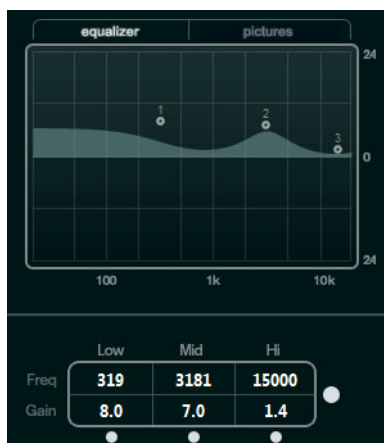 equalizer pictures
24
1 2
3
0
24
100 1k 10k
Low Mid Hi
Freq 319 3181 15000
Gain 8.0 7.0 1.4